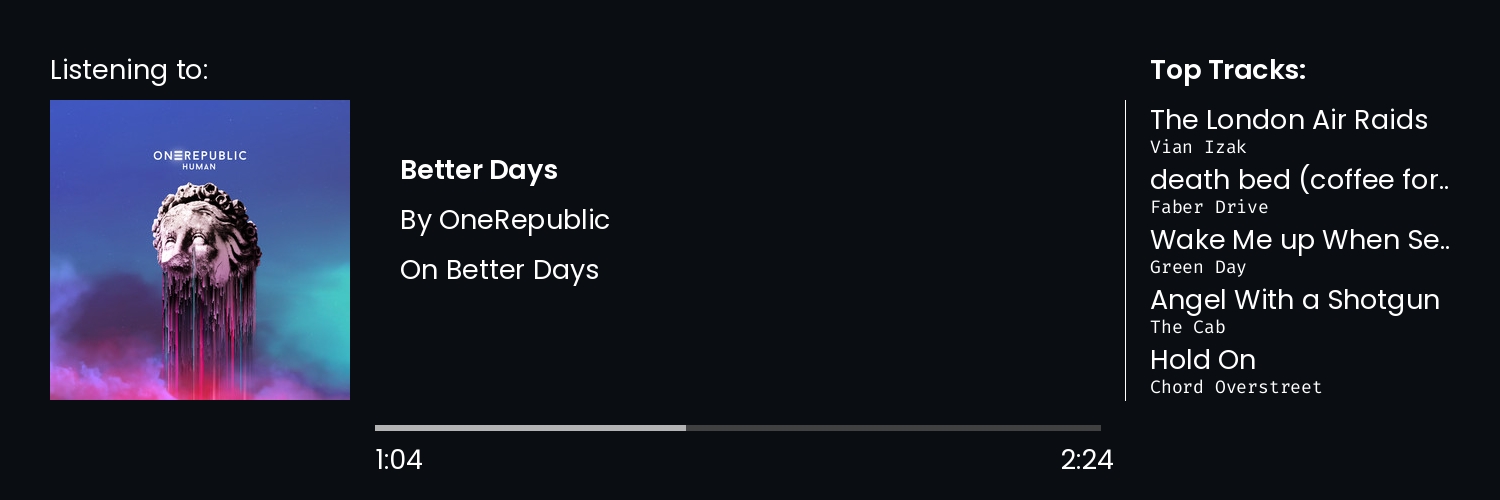 Listening to:
ONEREPUBLIC
HUMAN
Better Days
By OneRepublic
On Better Days
1:04
2:24
Top Tracks:
The London Air Raids
Vian Izak
death bed (coffee for..
Faber Drive
Wake Me up When Se..
Green Day
Angel With a Shotgun
The Cab
Hold On
Chord Overstreet